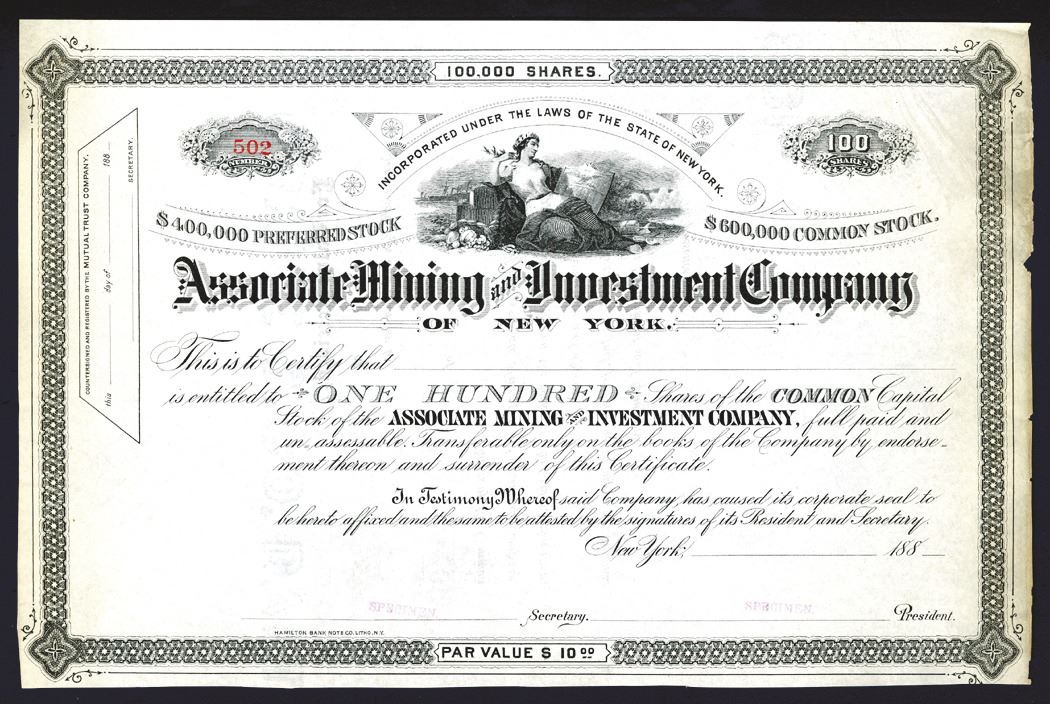 100,000 SHARES.
INCORPORATED UNDER THE LAWS OF THE STATE OF NEW YORK.
502
NUMBER
100
SHARES
$400,000 PREFERRED STOCK
$600,000 COMMON STOCK.
Associate Mining and Investment Company
OF NEW YORK.
COUNTERSIGNED AND REGISTERED BY THE MUTUAL TRUST COMPANY.
this day of 188
SECRETARY.
This is to Certify that
is entitled to ONE HUNDRED Shares of the COMMON Capital
Stock of the ASSOCIATE MINING AND INVESTMENT COMPANY, full paid and
un_assessable. Transferable only on the books of the Company by endorse-
ment thereon and surrender of this Certificate.
In Testimony Whereof said Company has caused its corporate seal to
be hereto affixed and the same to be attested by the signatures of its President and Secretary.
New York, 188
SPECIMEN Secretary. SPECIMEN President.
HAMILTON BANK NOTE CO. LITHO, N.Y.
PAR VALUE $ 10 00